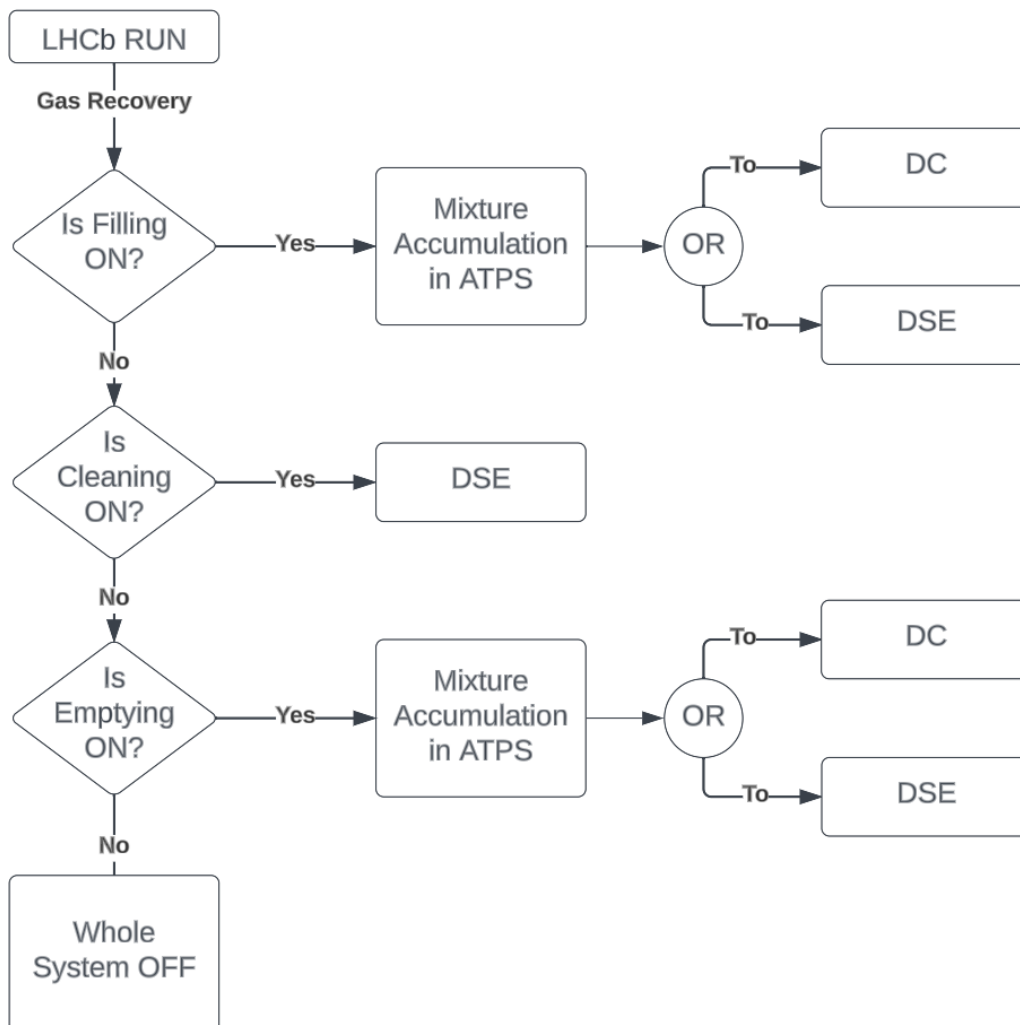 LHCb RUN
Gas Recovery
Is Filling
ON?
Yes
Mixture
Accumulation
in ATPS
OR
To
DC
To
DSE
No
Is
Cleaning
ON?
Yes
DSE
No
Is
Emptying
ON?
Yes
Mixture
Accumulation
in ATPS
OR
To
DC
To
DSE
No
Whole
System OFF